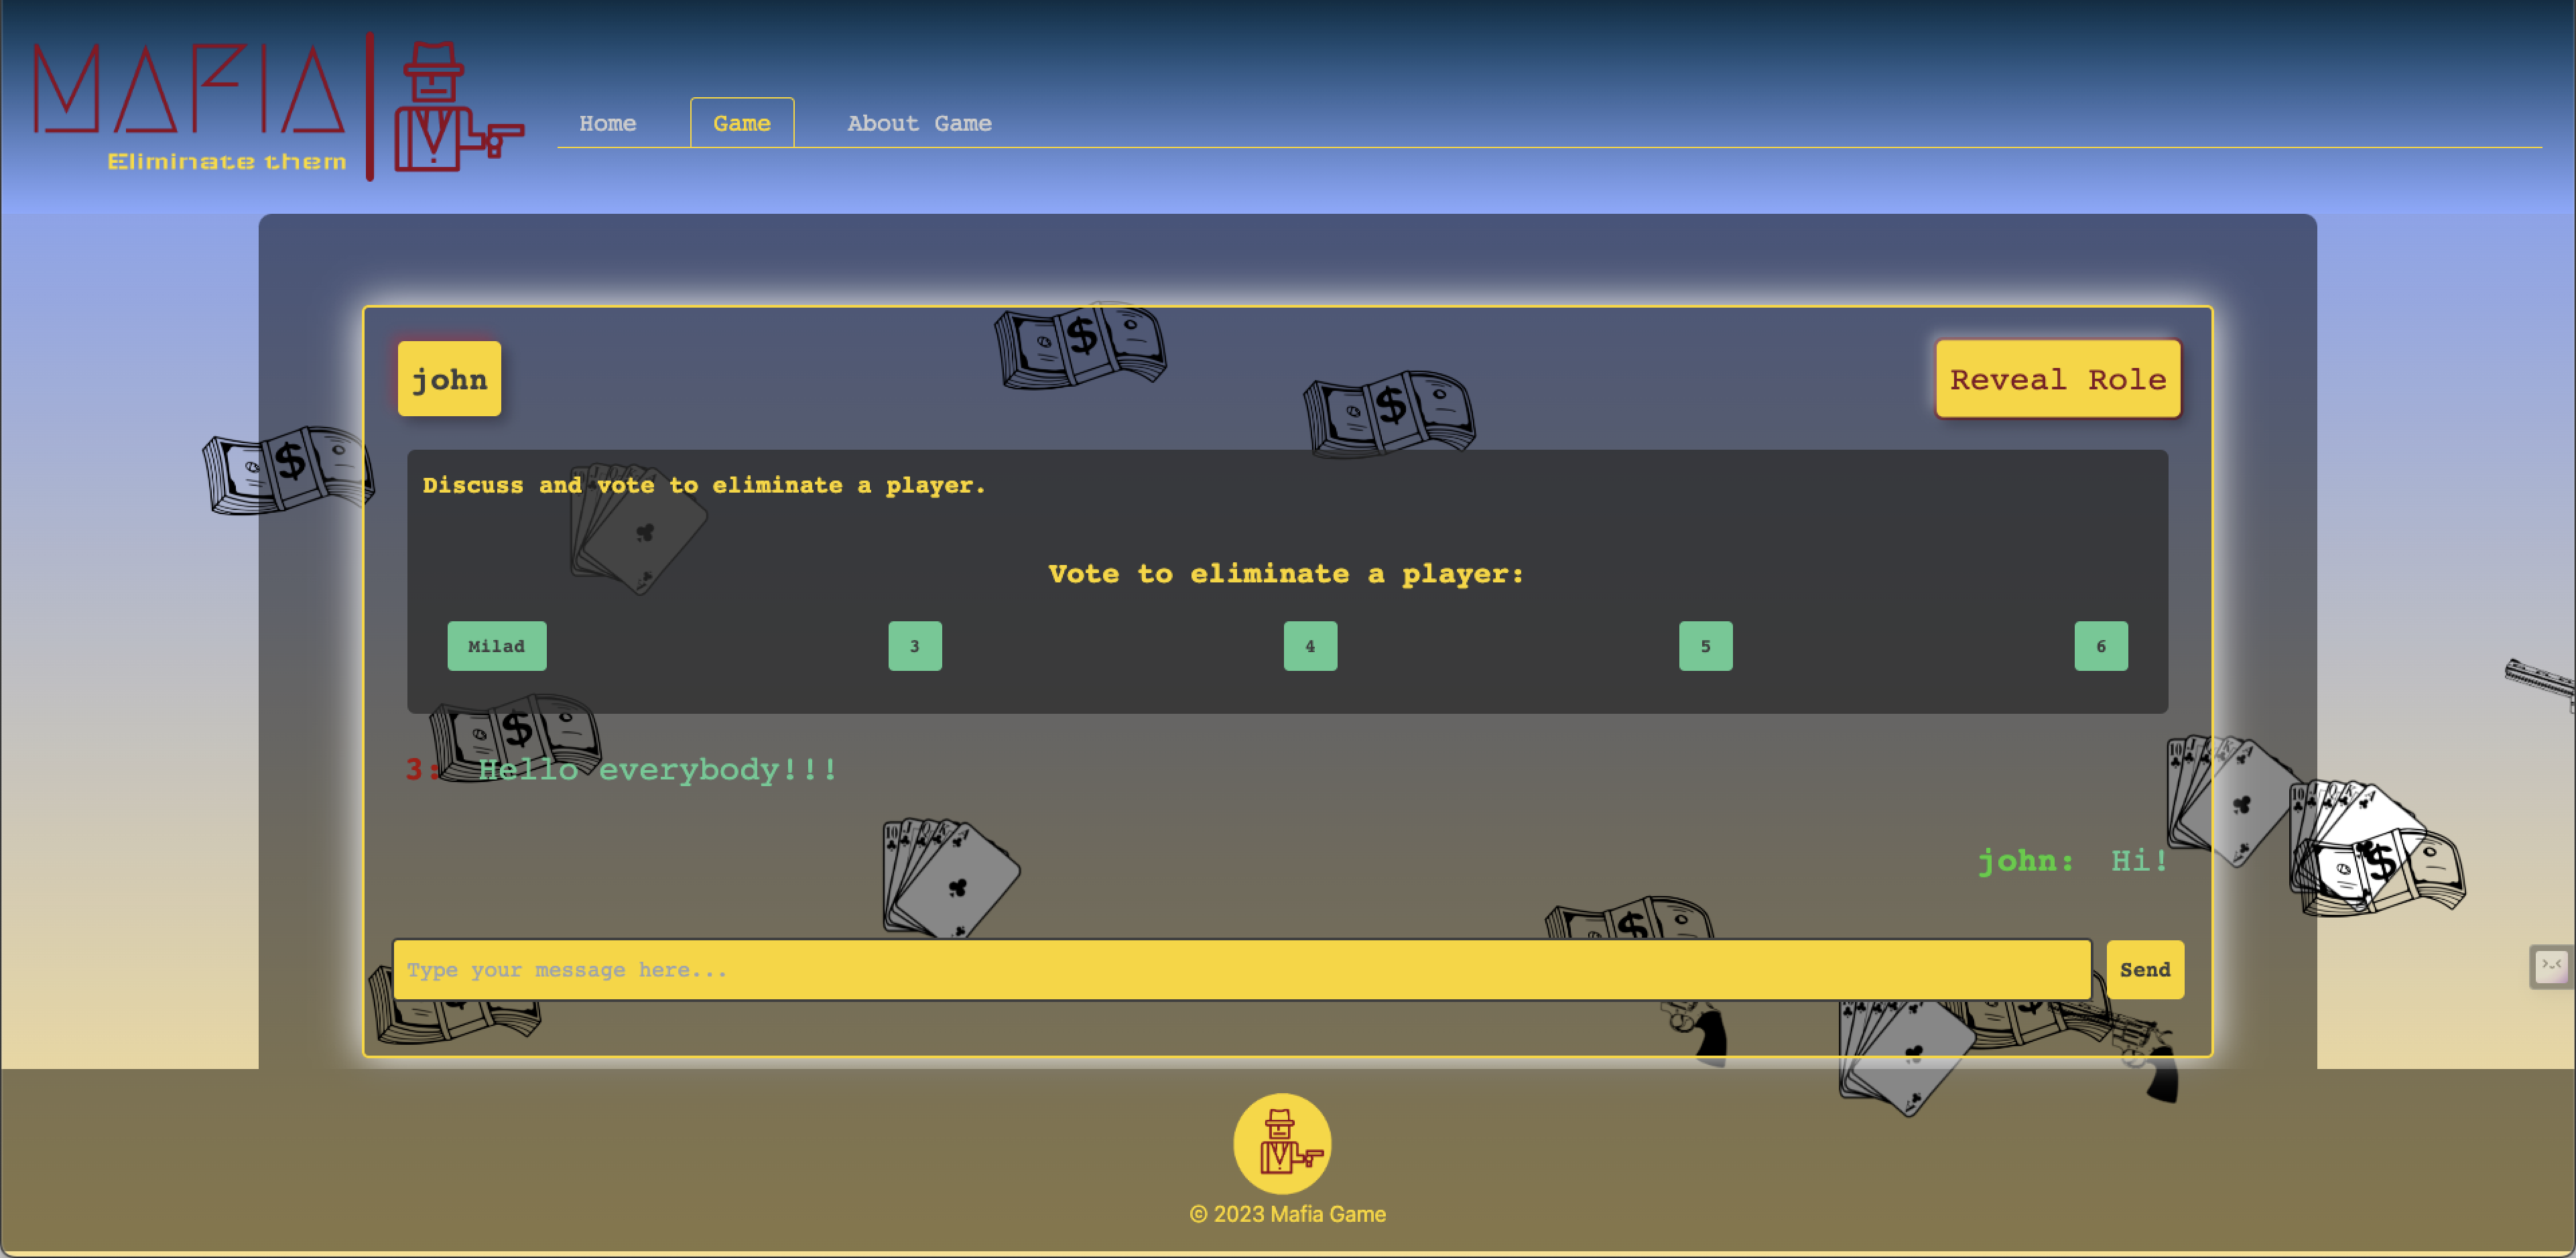 MAFIA
Eliminate them
Home
Game
About Game
john
Reveal Role
Discuss and vote to eliminate a player.
Vote to eliminate a player:
Milad
3
4
5
6
3: Hello everybody!!!
john: Hi!
Type your message here...
Send
© 2023 Mafia Game